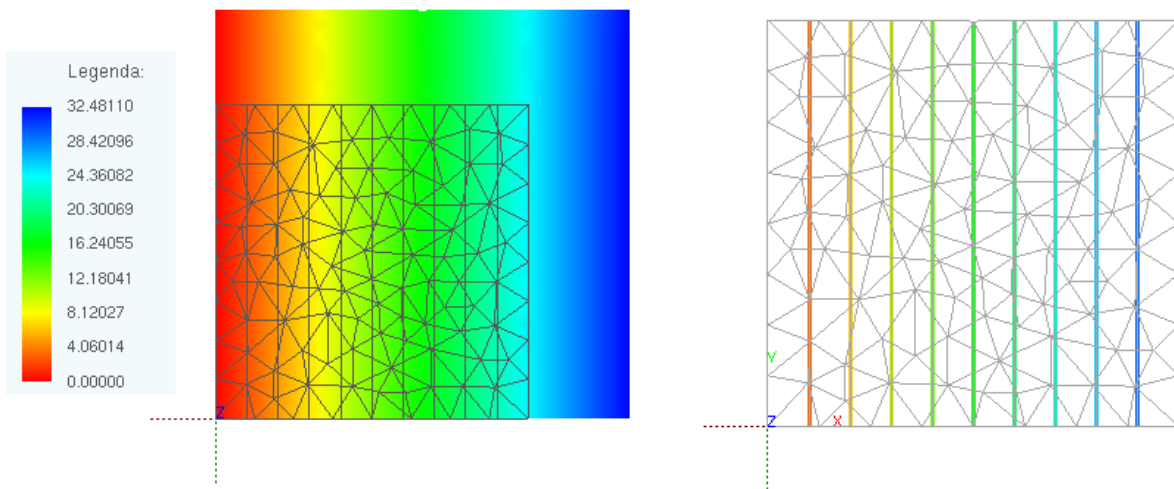 Legenda:
32.48110
28.42096
24.36082
20.30069
16.24055
12.18041
8.12027
4.06014
0.00000
Z
Y
Z
X